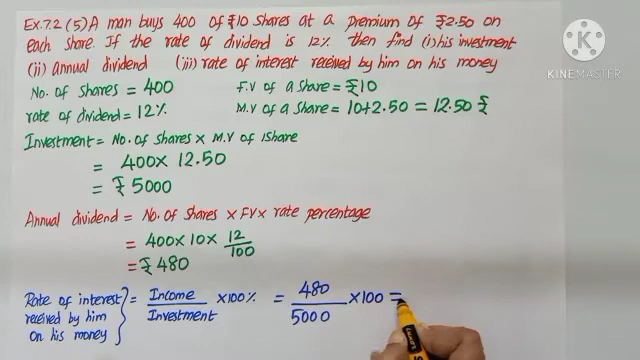 Ex.7.2 (5) A man buys 400 of ₹10 shares at a premium of ₹2.50 on
each share. If the rate of dividend is 12% then find (i) his investment
(ii) annual dividend (iii) rate of interest received by him on his money
KINEMASTER
No. of shares = 400 F.V of a share = ₹10
rate of dividend = 12% M.V of a share = 10+2.50 = 12.50 ₹
Investment = No. of shares × M.V of 1share
= 400 × 12.50
= ₹ 5000
Annual dividend = No. of shares × FV × rate percentage
= 400 × 10 × 12/100
= ₹ 480
Rate of interest received by him on his money } = Income/Investment ×100% = 480/5000 ×100 =